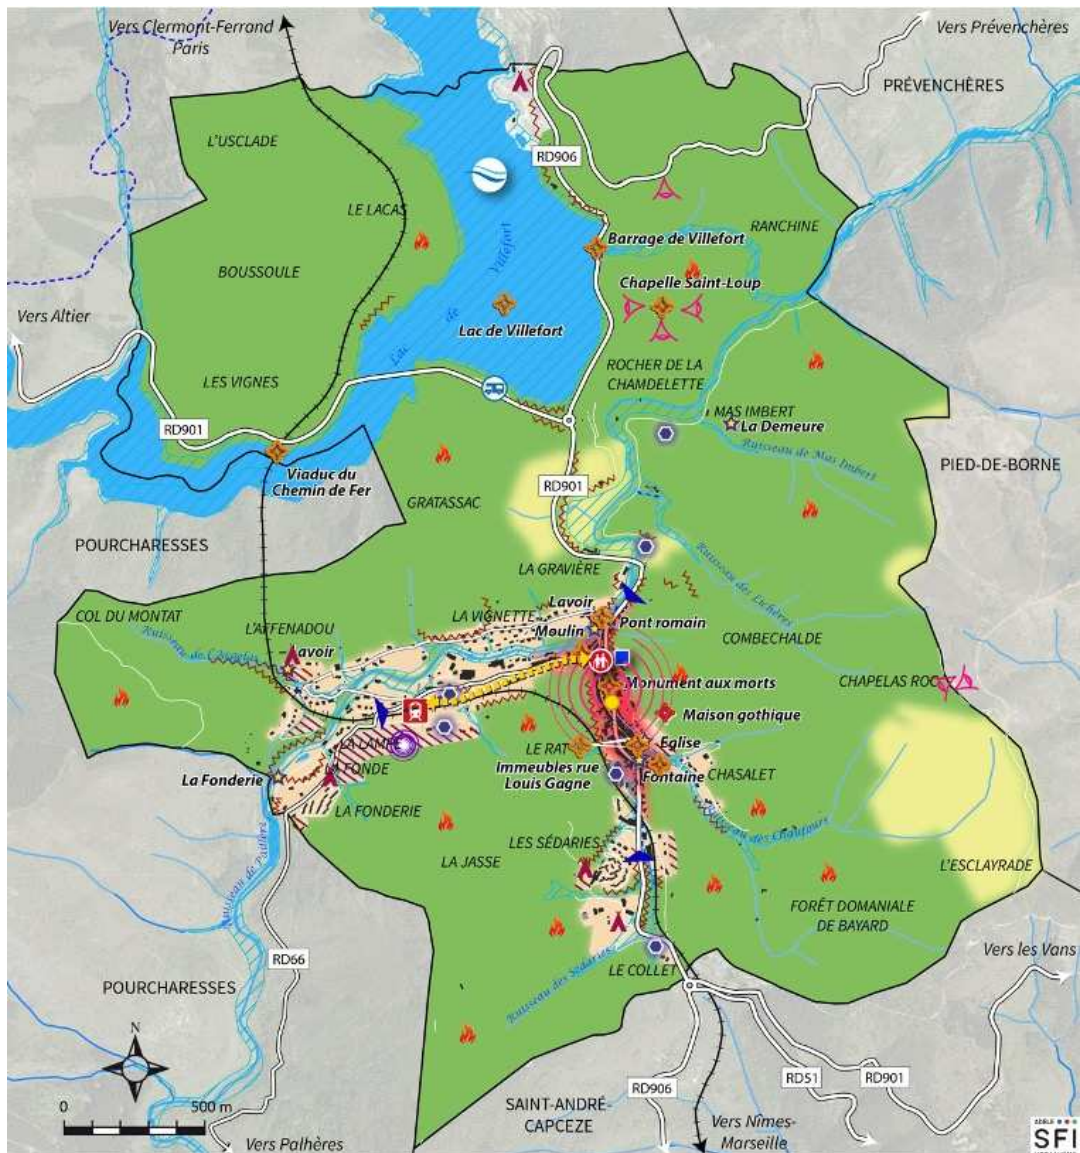 Vers Clermont-Ferrand
Paris
Vers Prévenchères
PRÉVENCHÈRES
L'USCLADE
RD906
LE LACAS
RANCHINE
Barrage de Villefort
BOUSSOULE
Lac de Villefort
Chapelle Saint-Loup
Vers Altier
Lac de Villefort
ROCHER DE LA
CHAMDELETTE
LES VIGNES
MAS IMBERT
La Demeure
RD901
Ruisseau de Mas Imbert
PIED-DE-BORNE
Viaduc du
Chemin de Fer
RD901
GRATASSAC
POURCHARESSES
LA GRAVIÈRE
Lavoir
COL DU MONTAT
LA VIGNETTE
Pont romain
L'AFFENADOU
Moulin
COMBECHALDE
Lavoir
CHAPELAS ROC
Monument aux morts
Maison gothique
LE RAT
Eglise
La Fonderie
Immeubles rue
Louis Gagne
Fontaine
CHASALET
LA FONDERIE
LES SÉDARIES
LA JASSE
L'ESCLAYRADE
FORÊT DOMANIALE
DE BAYARD
Vers les Vans
RD66
LE COLLET
Ruisseau des Sédaries
POURCHARESSES
N
RD906
RD51
RD901
0
500 m
SAINT-ANDRÉ-
CAPCEZE
Vers Nîmes-
Marseille
Vers Palhères
SFI